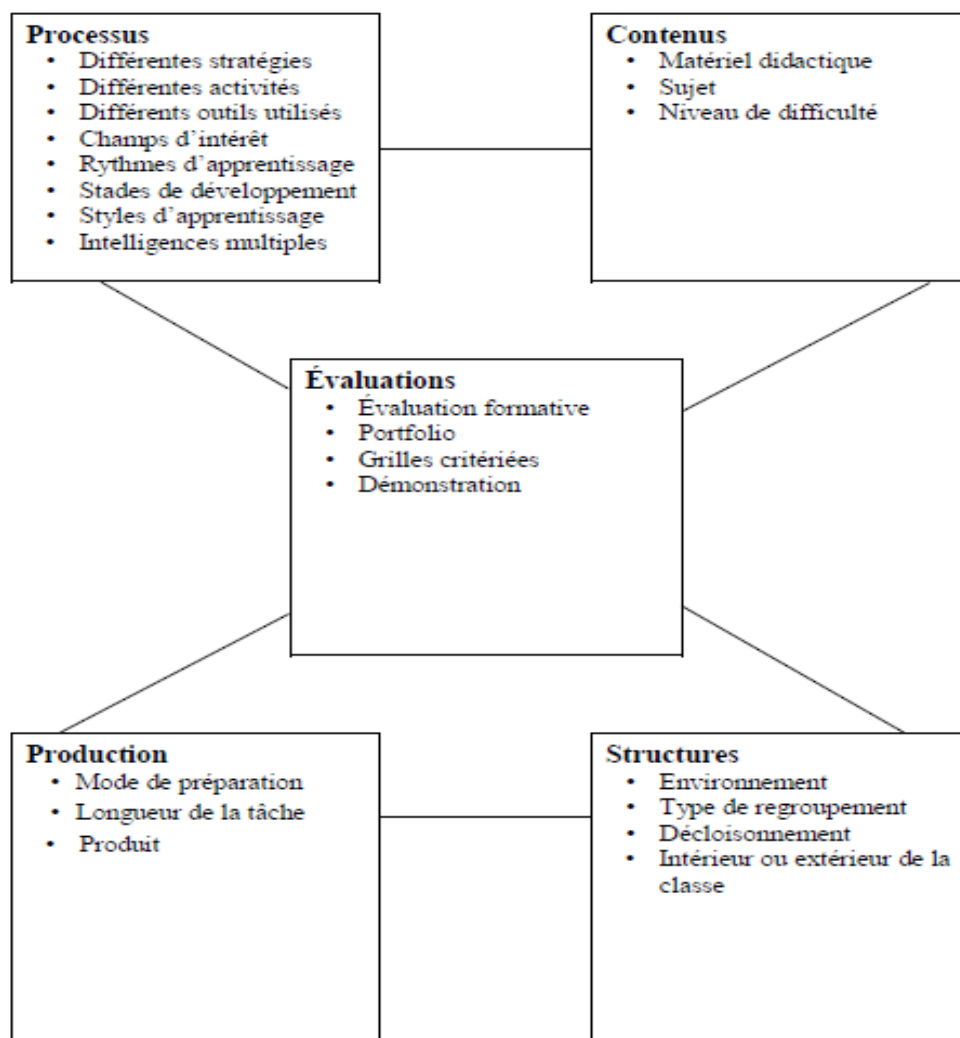 Processus
• Différentes stratégies
• Différentes activités
• Différents outils utilisés
• Champs d'intérêt
• Rythmes d'apprentissage
• Stades de développement
• Styles d'apprentissage
• Intelligences multiples
Contenus
• Matériel didactique
• Sujet
• Niveau de difficulté
Évaluations
• Évaluation formative
• Portfolio
• Grilles critériées
• Démonstration
Production
• Mode de préparation
• Longueur de la tâche
• Produit
Structures
• Environnement
• Type de regroupement
• Décloisonnement
• Intérieur ou extérieur de la
classe